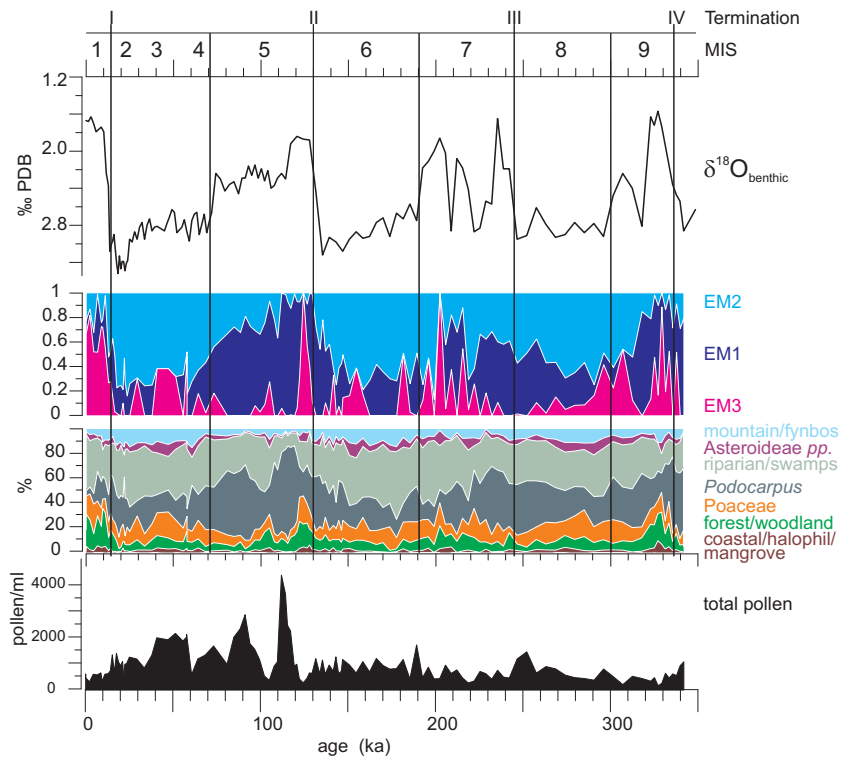 I II III IV Termination
1 2 3 4 5 6 7 8 9 MIS
1.2
2.0
2.8
‰ PDB
δ18Obenthic
1
0.8
0.6
0.4
0.2
0
EM2
EM1
EM3
80
60
40
20
0
%
mountain/fynbos
Asteroideae pp.
riparian/swamps
Podocarpus
Poaceae
forest/woodland
coastal/halophil/
mangrove
4000
2000
0
pollen/ml
total pollen
0 100 200 300
age (ka)